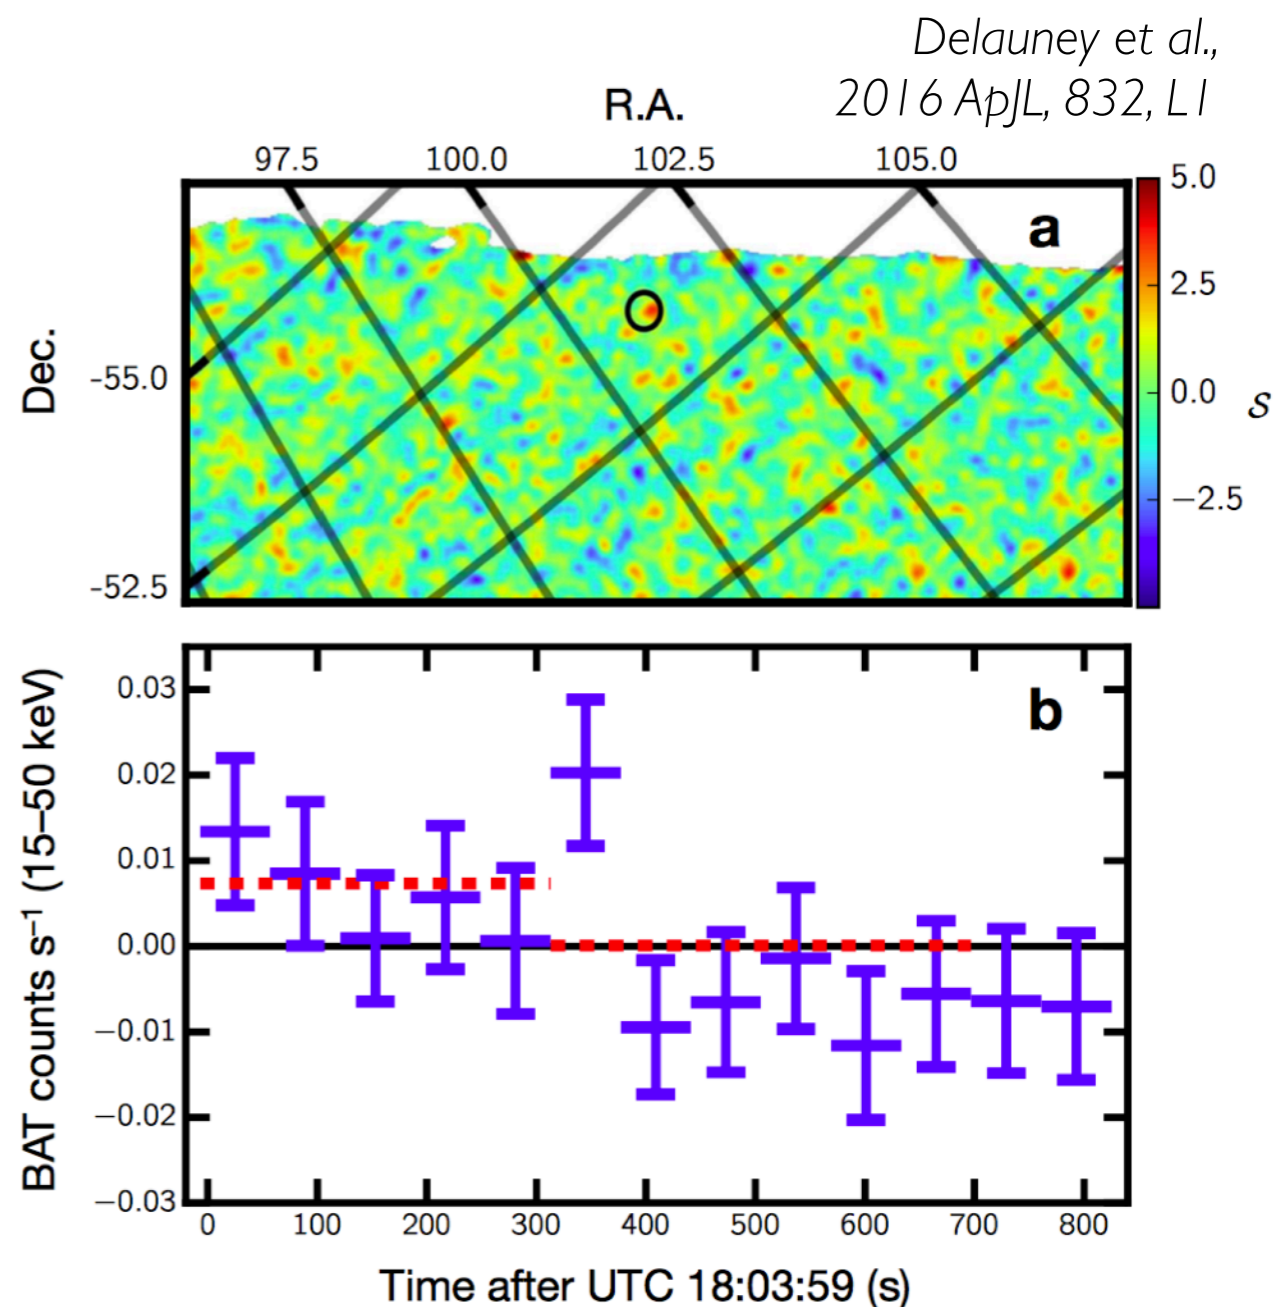 Delauney et al.,
2016 ApJL, 832, L1
R.A.
97.5 100.0 102.5 105.0
a
5.0
2.5
0.0
−2.5
s
Dec.
-55.0
-52.5
b
BAT counts s⁻¹ (15–50 keV)
0.03
0.02
0.01
0.00
−0.01
−0.02
−0.03
0 100 200 300 400 500 600 700 800
Time after UTC 18:03:59 (s)